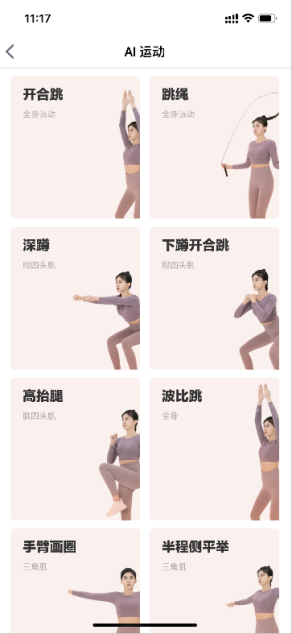 11:17
AI 运动
开合跳
全身运动
跳绳
全身运动
深蹲
股四头肌
下蹲开合跳
股四头肌
高抬腿
肱四头肌
波比跳
全身
手臂画圈
三角肌
半程侧平举
三角肌